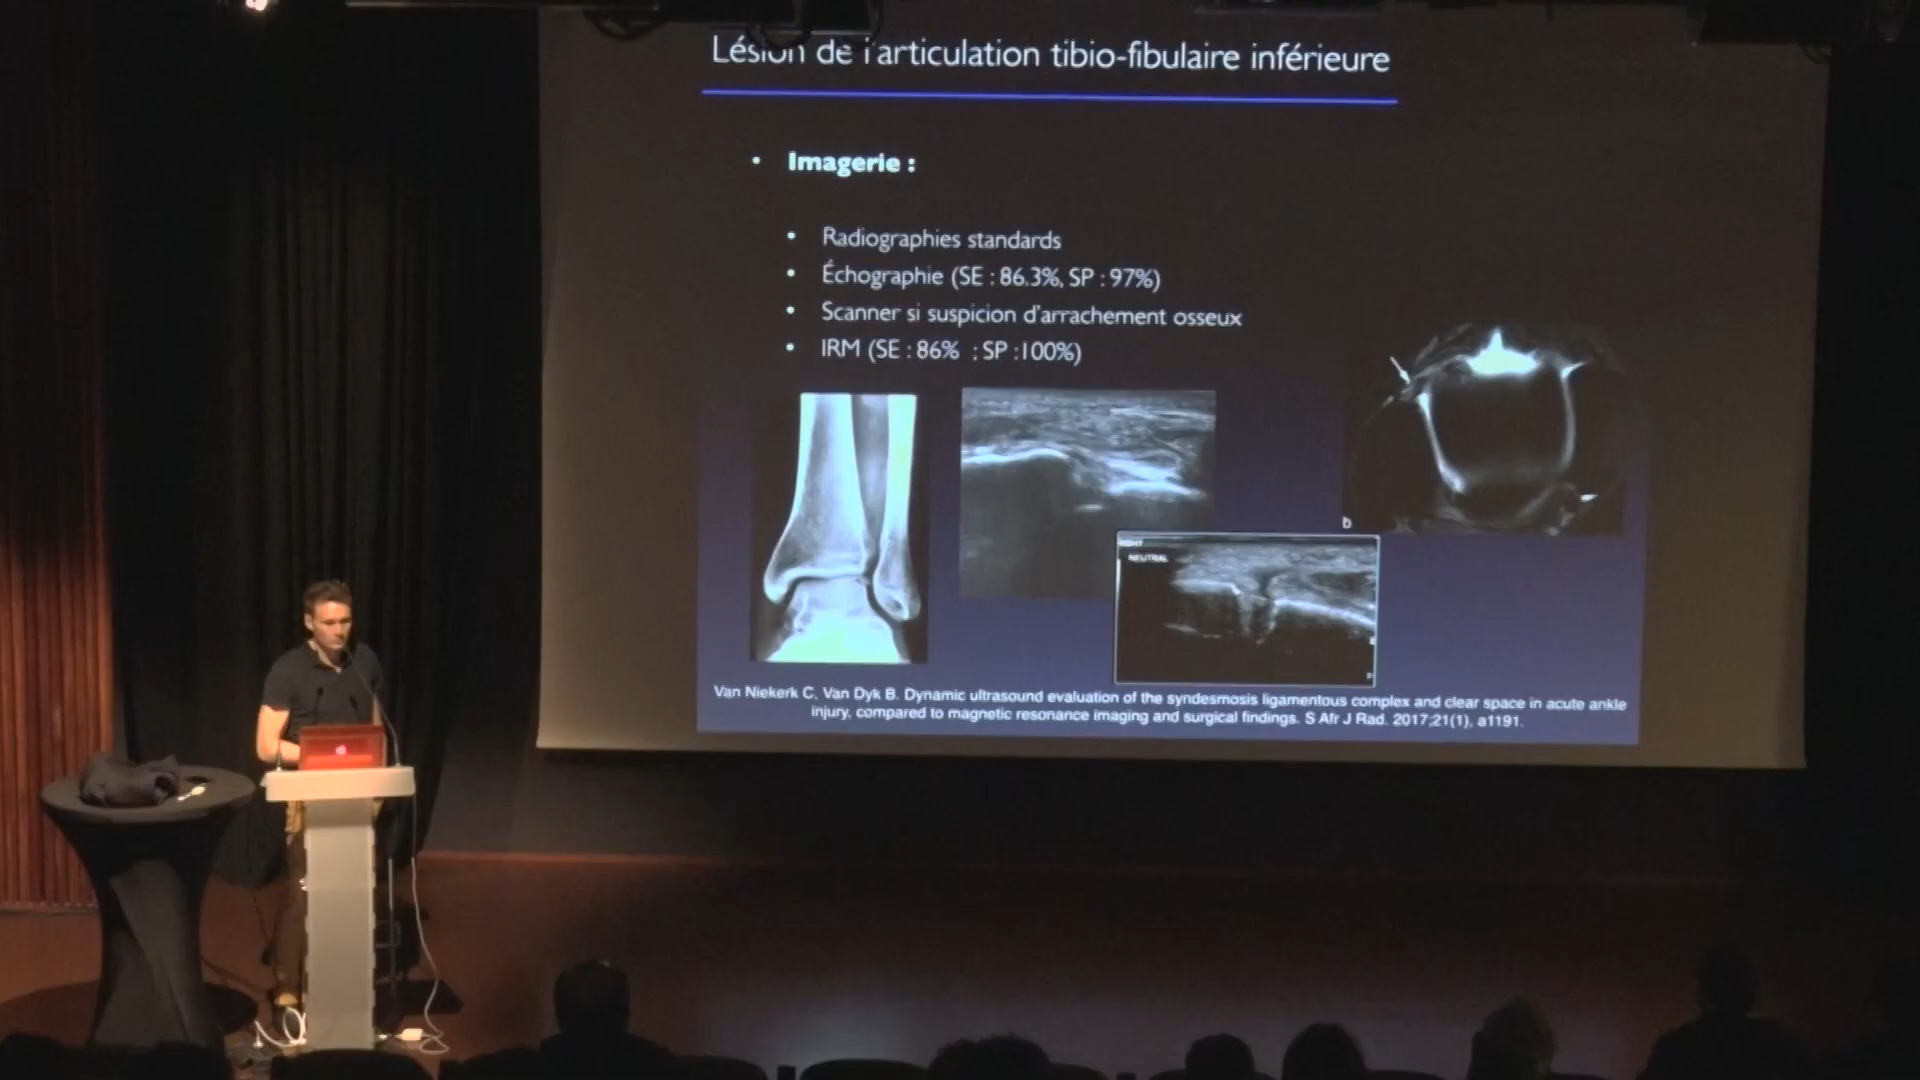 Lésion de l'articulation tibio-fibulaire inférieure
• Imagerie :
• Radiographies standards
• Échographie (SE : 86.3%, SP : 97%)
• Scanner si suspicion d'arrachement osseux
• IRM (SE : 86% ; SP :100%)
b
RIGHT
NEUTRAL
Van Niekerk C, Van Dyk B. Dynamic ultrasound evaluation of the syndesmosis ligamentous complex and clear space in acute ankle
injury, compared to magnetic resonance imaging and surgical findings. S Afr J Rad. 2017;21(1), a1191.